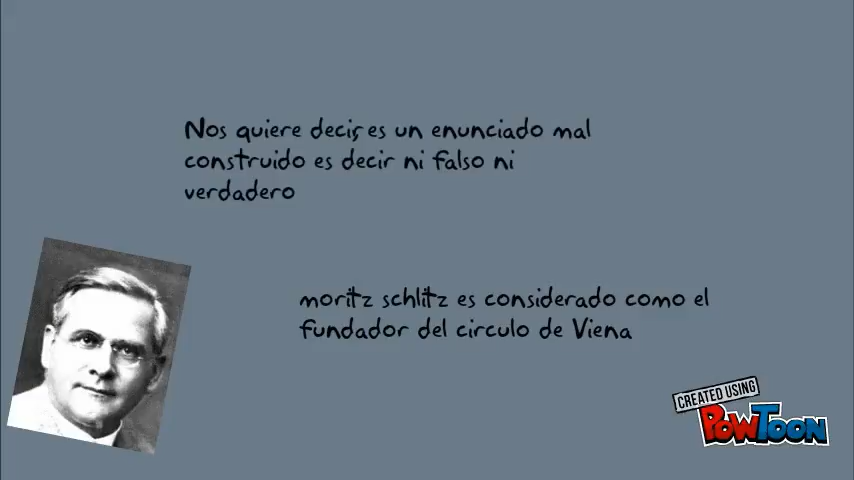 Nos quiere decir, es un enunciado mal
construido es decir ni falso ni
verdadero
moritz schlitz es considerado como el
fundador del circulo de Viena
CREATED USING
POWTOON